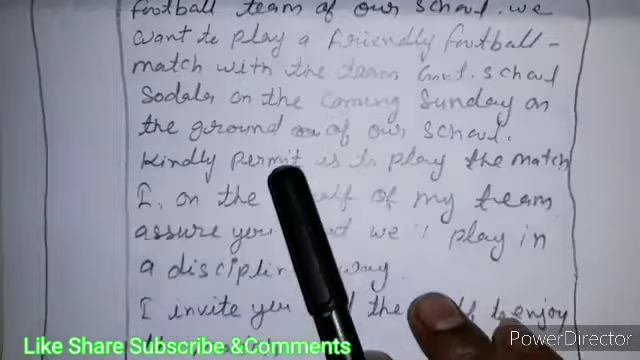 football team of our school. we
want to play a friendly football -
match with the team Govt. school
Sodala on the coming Sunday on
the ground of our school.
Kindly permit us to play the match
I, on the of my team
assure you we play in
a
I invite you the to enjoy
Like Share Subscribe &Comments
PowerDirector